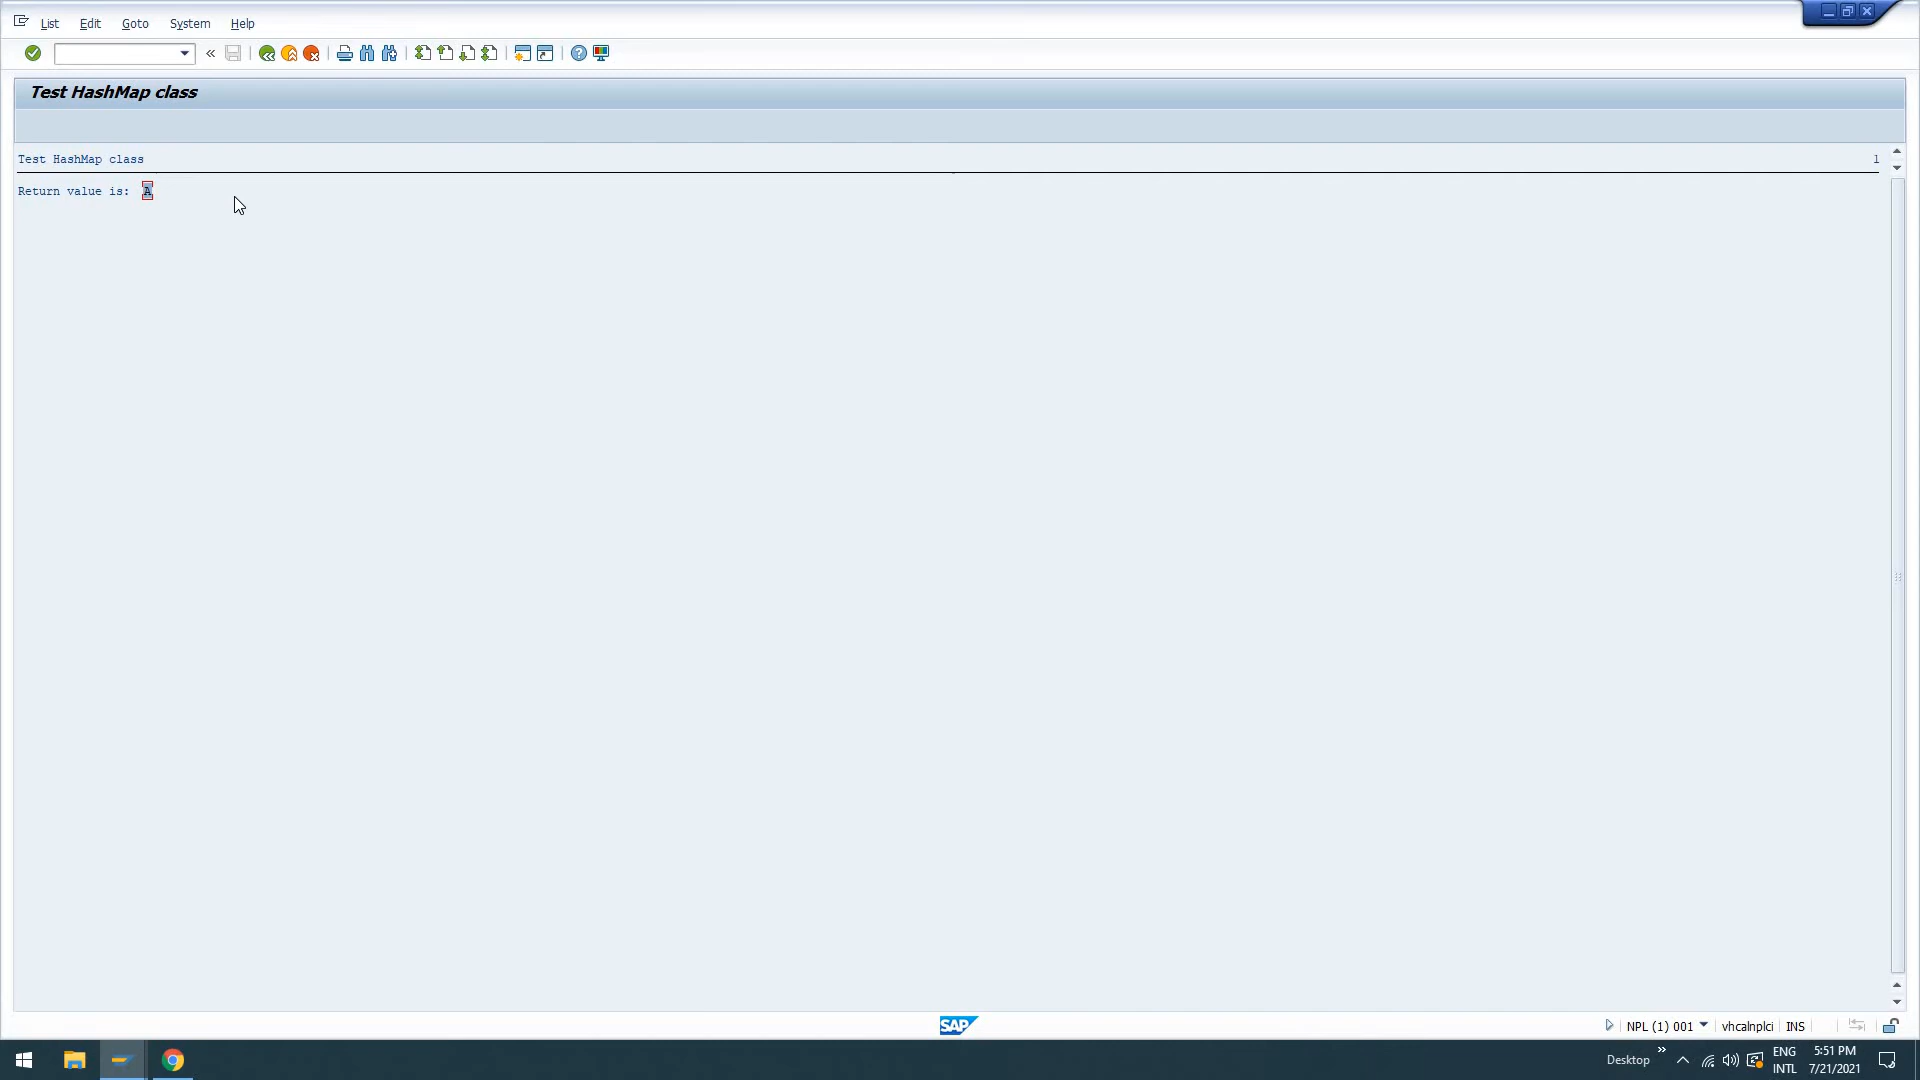 List Edit Goto System Help
Test HashMap class
Test HashMap class 1
Return value is: A
SAP
NPL (1) 001 vhcalnplci INS
Desktop ENG 5:51 PM
INTL 7/21/2021